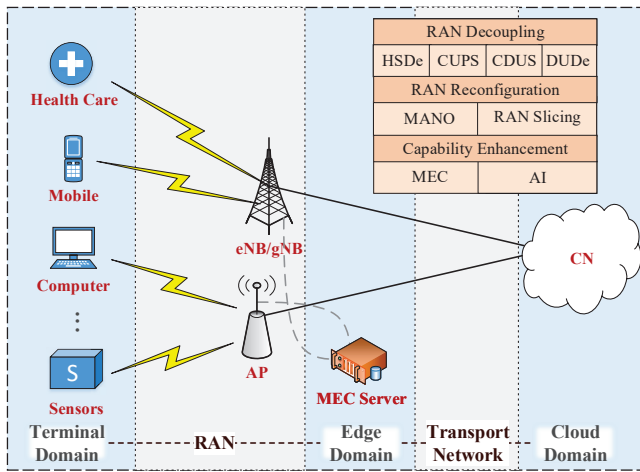 RAN Decoupling
HSDe CUPS CDUS DUDe
RAN Reconfiguration
MANO RAN Slicing
Capability Enhancement
MEC AI
Health Care
Mobile
eNB/gNB
Computer
CN
⋮
S
Sensors
AP
MEC Server
Terminal
Domain
RAN
Edge
Domain
Transport
Network
Cloud
Domain